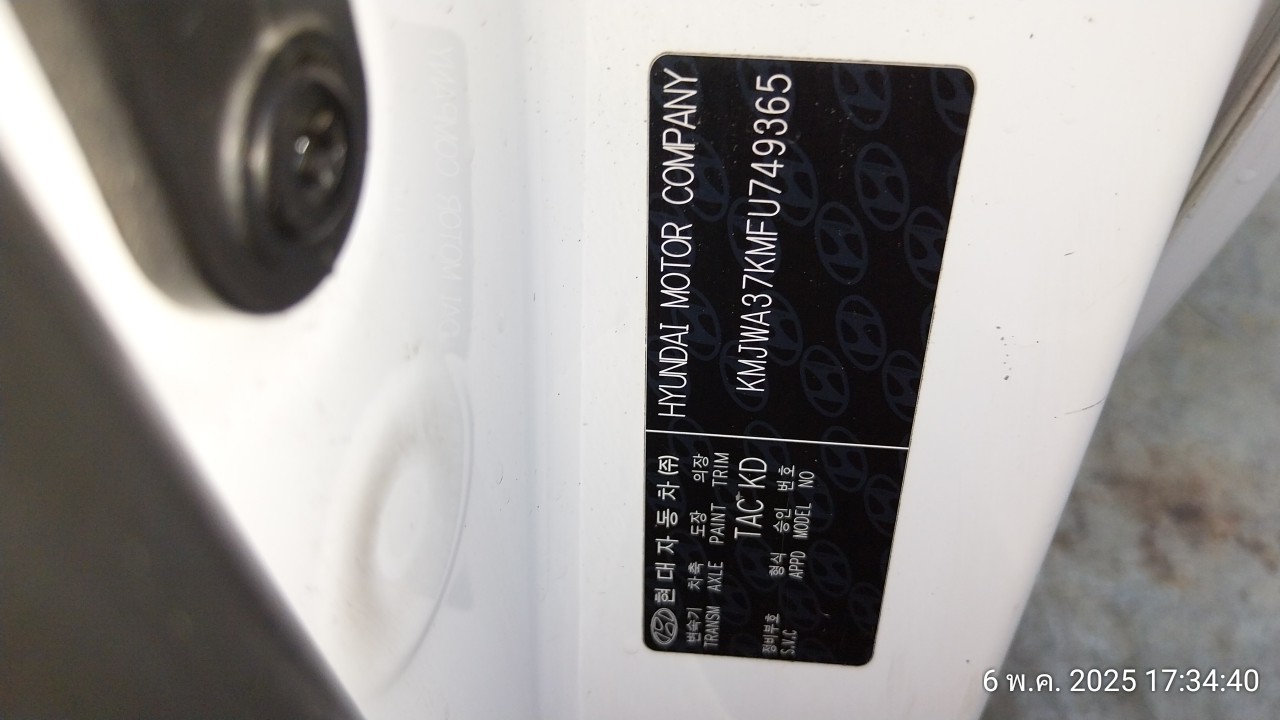 현대자동차(주) HYUNDAI MOTOR COMPANY
변속기 차축 도장 의장
TRANSM AXLE PAINT TRIM
TAC KD KMJWA37KMFU749365
정비부호 형식 승인 번호
S.V.C APPD MODEL NO
6 พ.ค. 2025 17:34:40